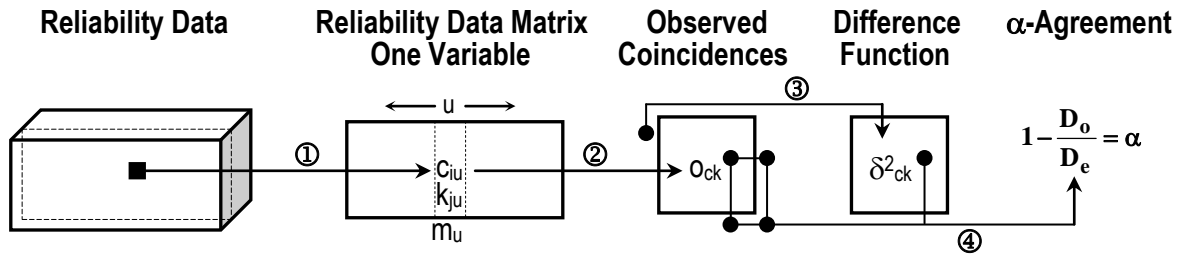 Reliability Data
Reliability Data Matrix
One Variable
Observed
Coincidences
Difference
Function
α-Agreement
u
①
②
③
④
c_iu
k_ju
m_u
o_ck
δ²_ck
1 − D_o/D_e = α